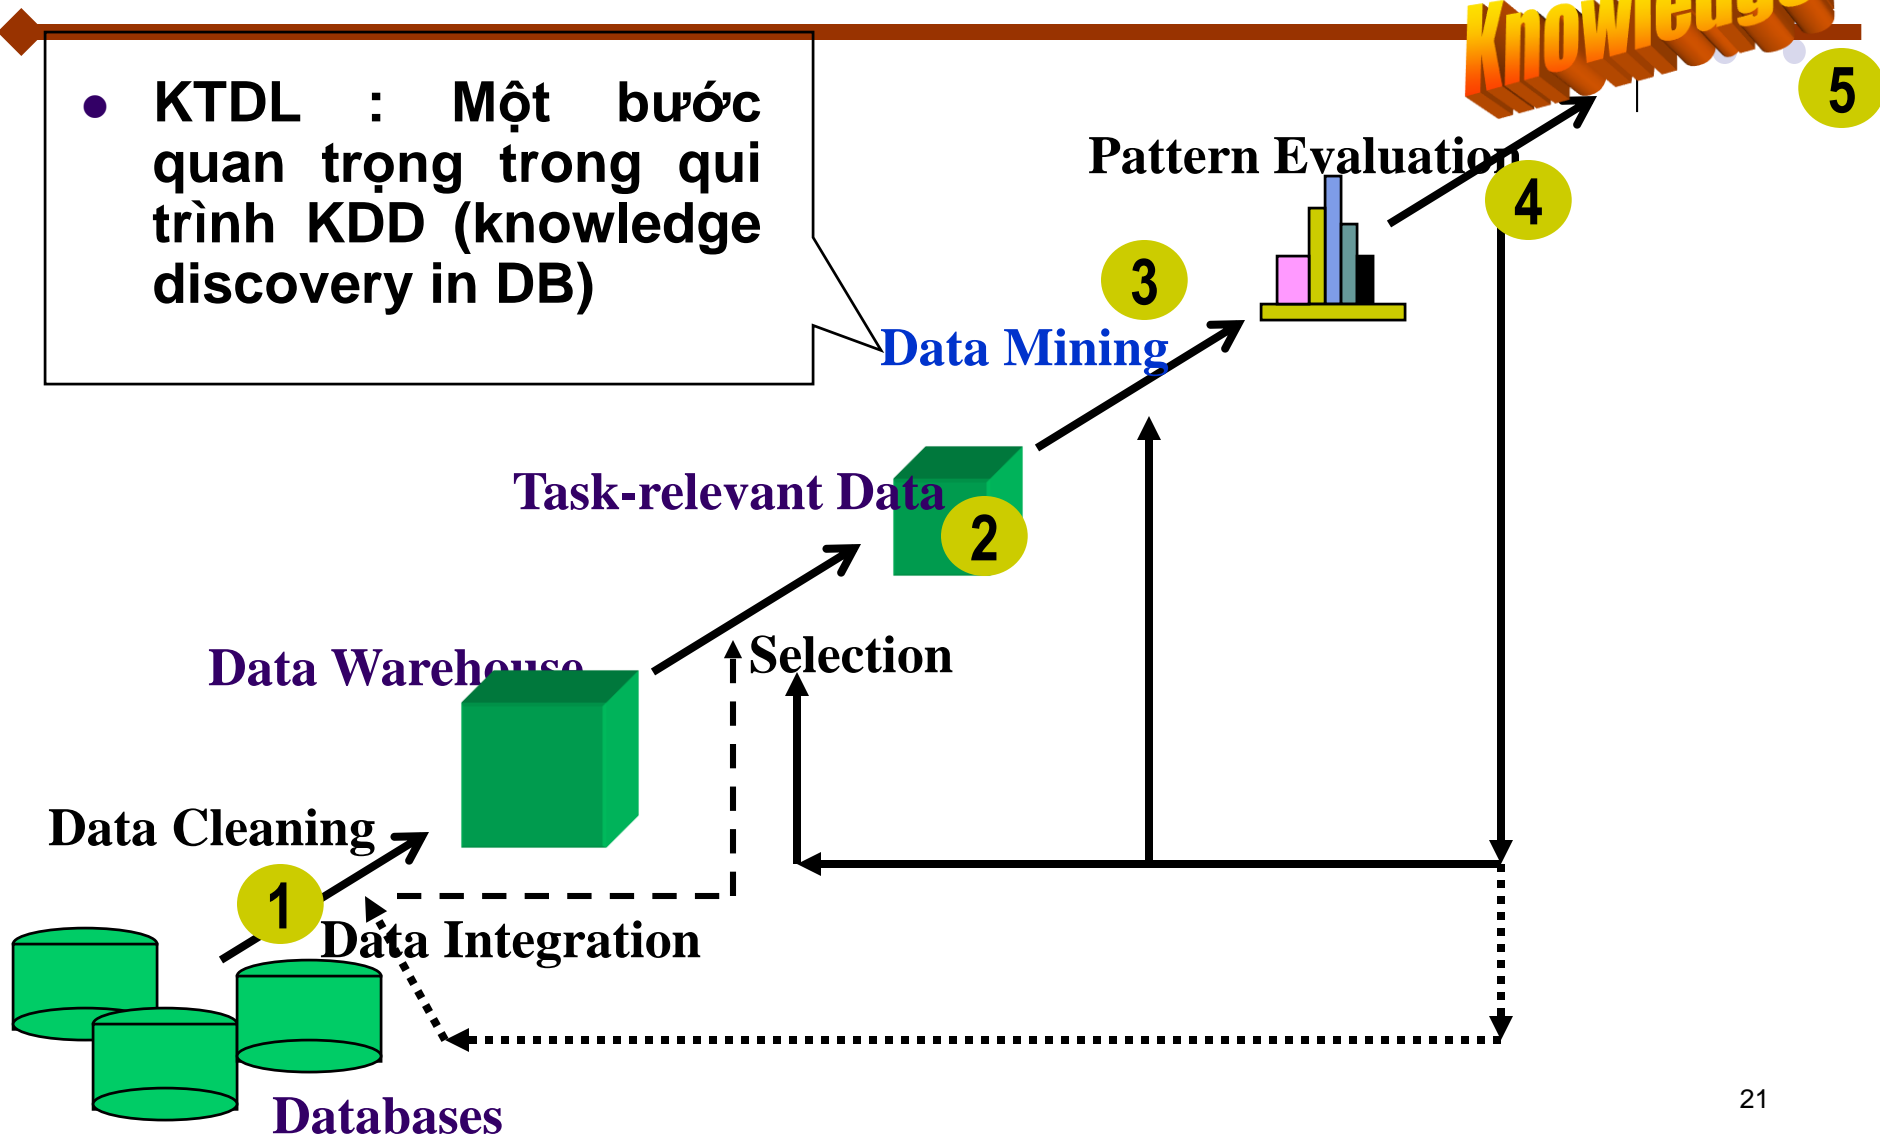 Knowledge
5
KTDL : Một bước
quan trọng trong qui
trình KDD (knowledge
discovery in DB)
Pattern Evaluation
4
3
Data Mining
Task-relevant Data
2
Selection
Data Warehouse
Data Cleaning
1
Data Integration
Databases
21